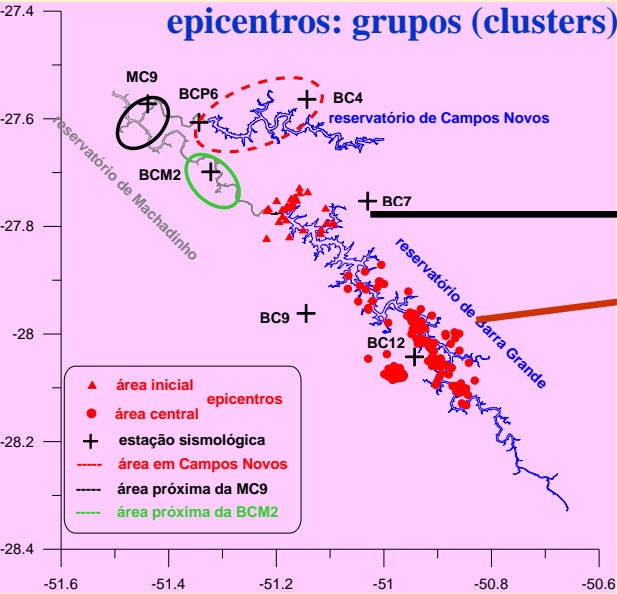 epicentros: grupos (clusters)
-27.4
-27.6
-27.8
-28
-28.2
-28.4
MC9
BCP6
BC4
reservatório de Campos Novos
reservatório de Machadinho
BCM2
BC7
reservatório de Barra Grande
BC9
BC12
área inicial
epicentros
área central
estação sismológica
----- área em Campos Novos
----- área próxima da MC9
----- área próxima da BCM2
-51.6 -51.4 -51.2 -51 -50.8 -50.6